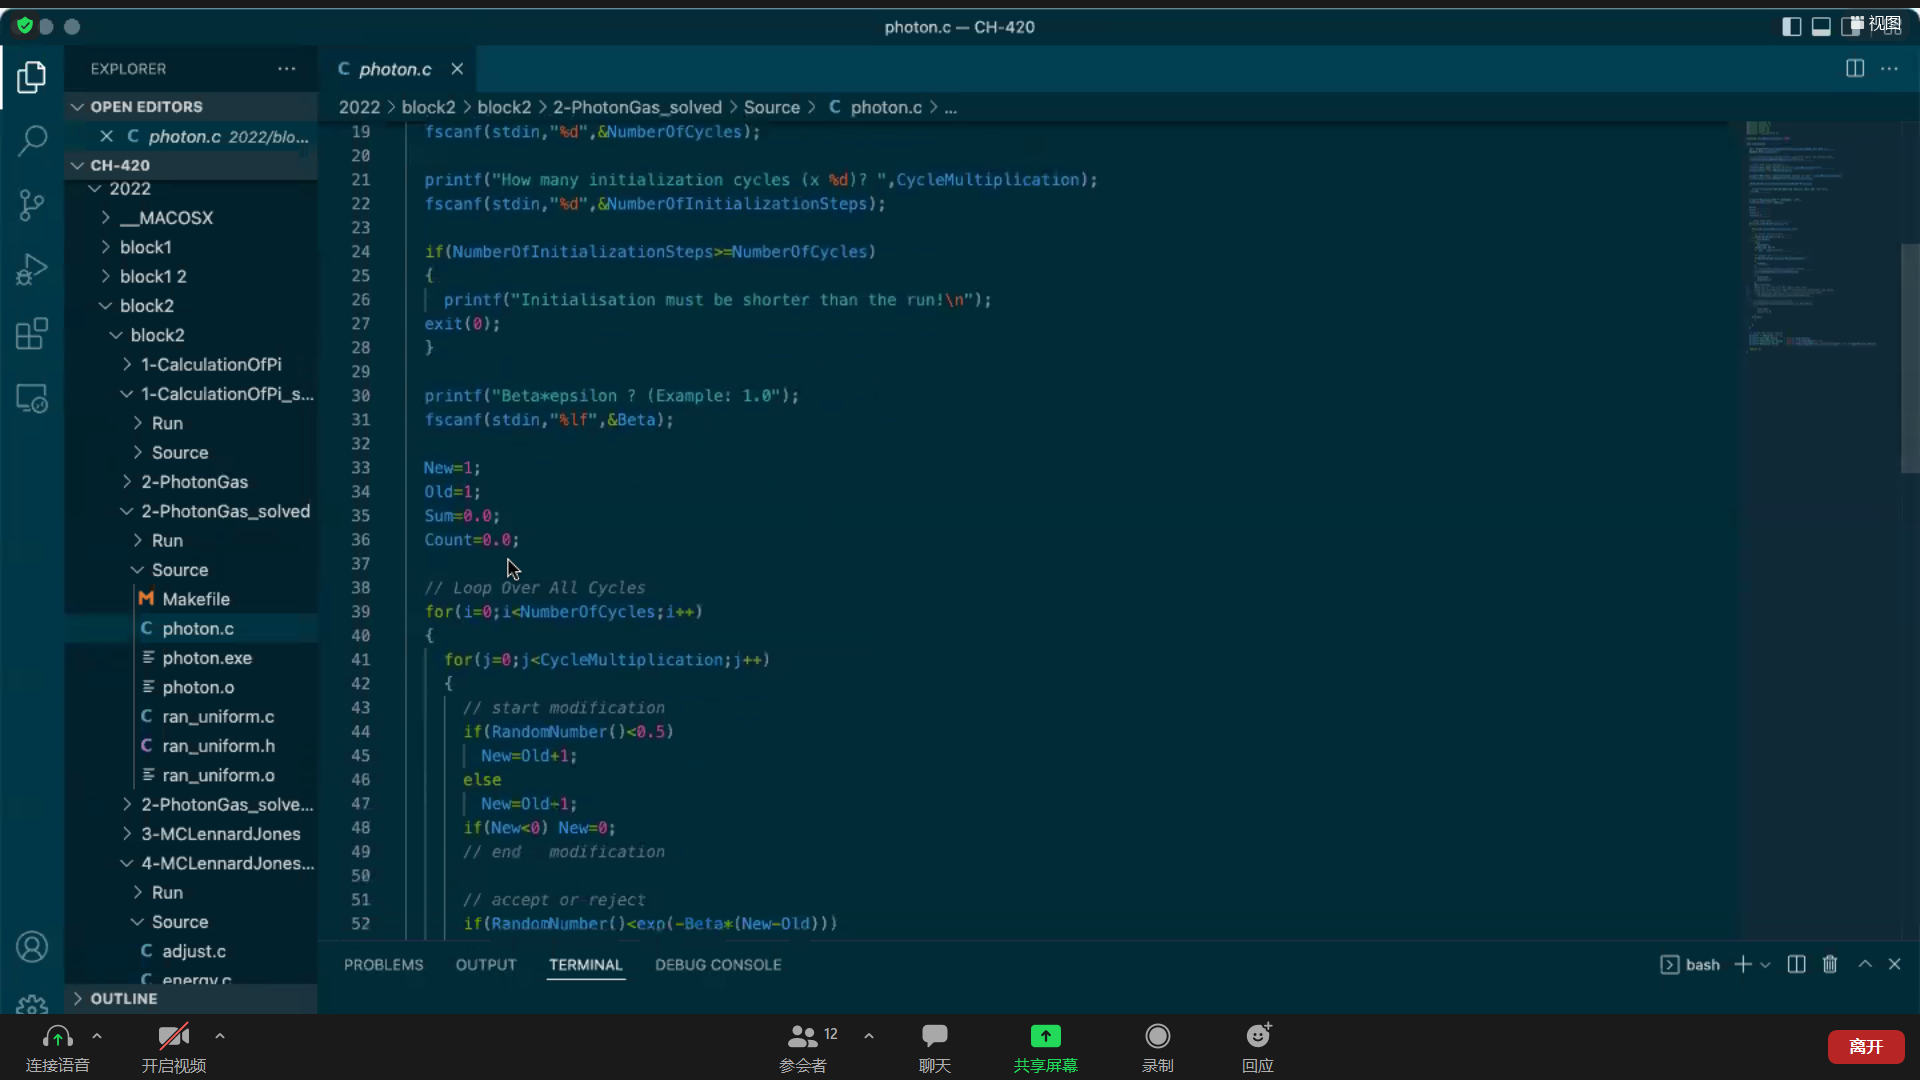 photon.c — CH-420
视图
EXPLORER
OPEN EDITORS
photon.c 2022/blo...
CH-420
2022
__MACOSX
block1
block1 2
block2
block2
1-CalculationOfPi
1-CalculationOfPi_s...
Run
Source
2-PhotonGas
2-PhotonGas_solved
Run
Source
Makefile
photon.c
photon.exe
photon.o
ran_uniform.c
ran_uniform.h
ran_uniform.o
2-PhotonGas_solve...
3-MCLennardJones
4-MCLennardJones...
Run
Source
adjust.c
energy.c
OUTLINE
C photon.c
2022 > block2 > block2 > 2-PhotonGas_solved > Source > C photon.c > ...
19 fscanf(stdin,"%d",&NumberOfCycles);
20
21 printf("How many initialization cycles (x %d)? ",CycleMultiplication);
22 fscanf(stdin,"%d",&NumberOfInitializationSteps);
23
24 if(NumberOfInitializationSteps>=NumberOfCycles)
25 {
26 printf("Initialisation must be shorter than the run!\n");
27 exit(0);
28 }
29
30 printf("Beta*epsilon ? (Example: 1.0");
31 fscanf(stdin,"%lf",&Beta);
32
33 New=1;
34 Old=1;
35 Sum=0.0;
36 Count=0.0;
37
38 // Loop Over All Cycles
39 for(i=0;i<NumberOfCycles;i++)
40 {
41 for(j=0;j<CycleMultiplication;j++)
42 {
43 // start modification
44 if(RandomNumber()<0.5)
45 New=Old+1;
46 else
47 New=Old-1;
48 if(New<0) New=0;
49 // end modification
50
51 // accept or reject
52 if(RandomNumber()<exp(-Beta*(New-Old)))
PROBLEMS OUTPUT TERMINAL DEBUG CONSOLE
bash
连接语音
开启视频
12
参会者
聊天
共享屏幕
录制
回应
离开